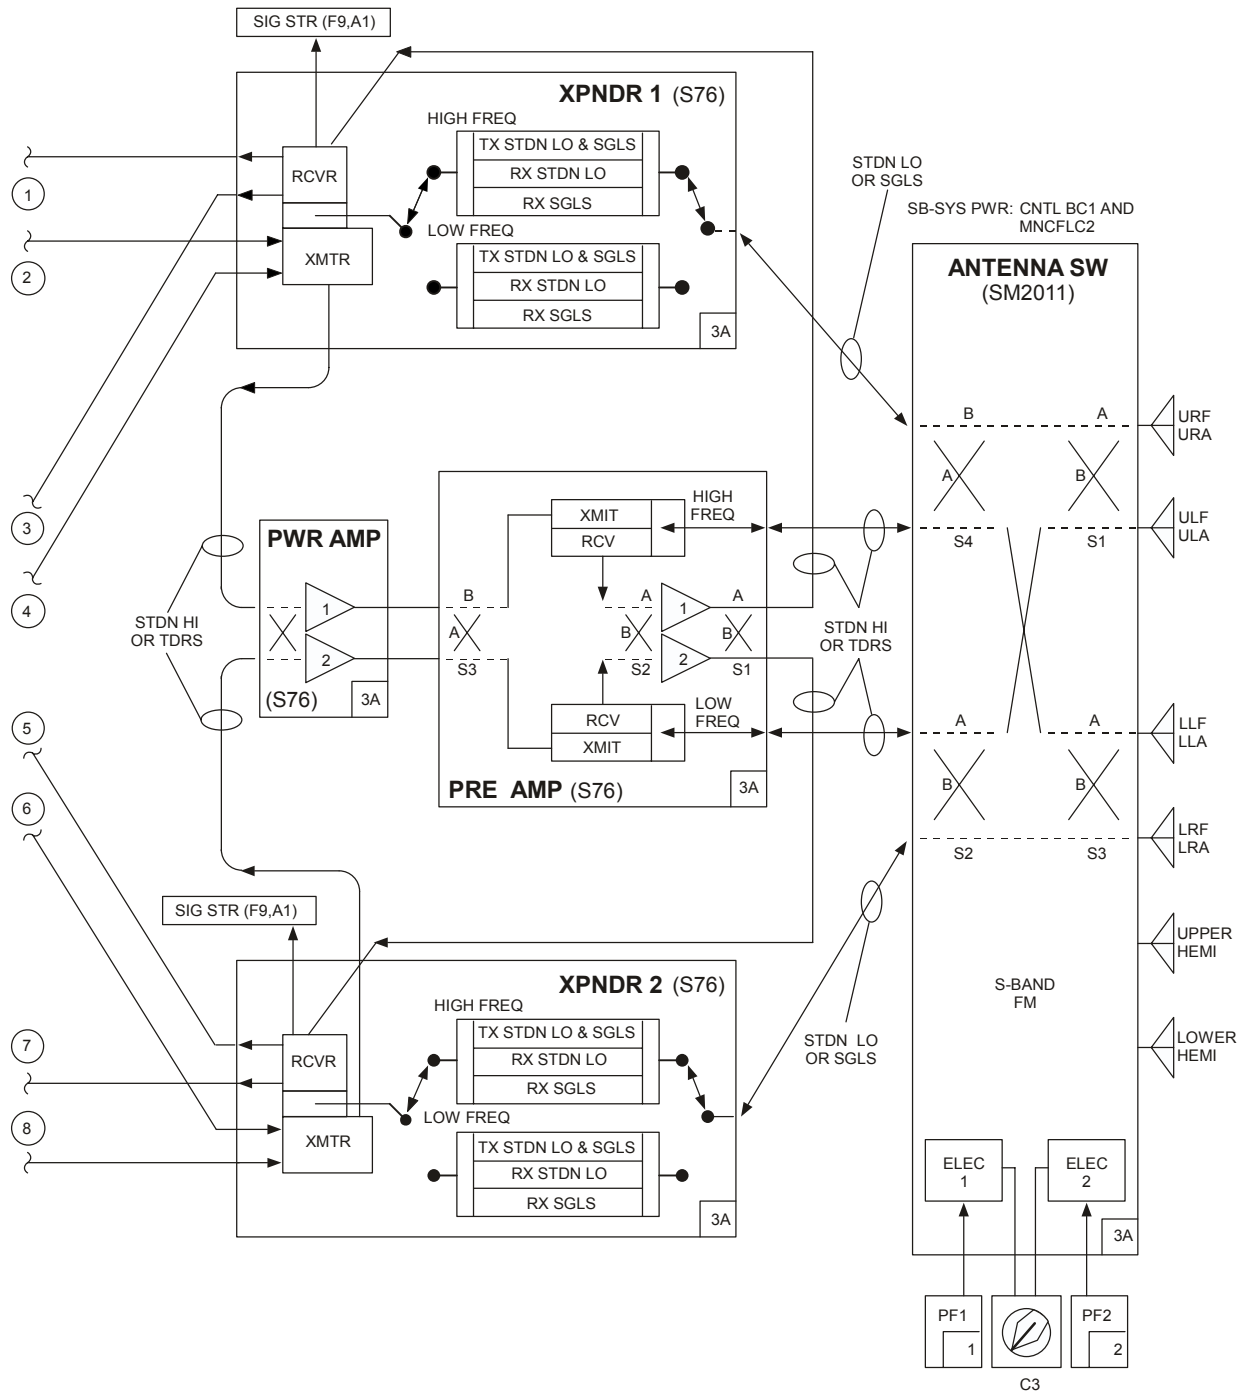 SIG STR (F9,A1)
XPNDR 1 (S76)
HIGH FREQ
TX STDN LO & SGLS
RX STDN LO
RX SGLS
LOW FREQ
TX STDN LO & SGLS
RX STDN LO
RX SGLS
RCVR
XMTR
3A
1
2
3
4
STDN LO
OR SGLS
SB-SYS PWR: CNTL BC1 AND
MNCFLC2
ANTENNA SW
(SM2011)
B
A
A
B
S4
S1
A
A
B
B
S2
S3
URF
URA
ULF
ULA
LLF
LLA
LRF
LRA
UPPER
HEMI
LOWER
HEMI
S-BAND
FM
ELEC
1
ELEC
2
3A
PF1
1
PF2
2
C3
PWR AMP
1
2
(S76)
3A
STDN HI
OR TDRS
XMIT
RCV
HIGH
FREQ
B
A
S3
A
B
S2
1
2
A
B
S1
RCV
XMIT
LOW
FREQ
PRE AMP (S76)
3A
STDN HI
OR TDRS
5
6
7
8
SIG STR (F9,A1)
XPNDR 2 (S76)
HIGH FREQ
TX STDN LO & SGLS
RX STDN LO
RX SGLS
LOW FREQ
TX STDN LO & SGLS
RX STDN LO
RX SGLS
RCVR
XMTR
3A
STDN LO
OR SGLS